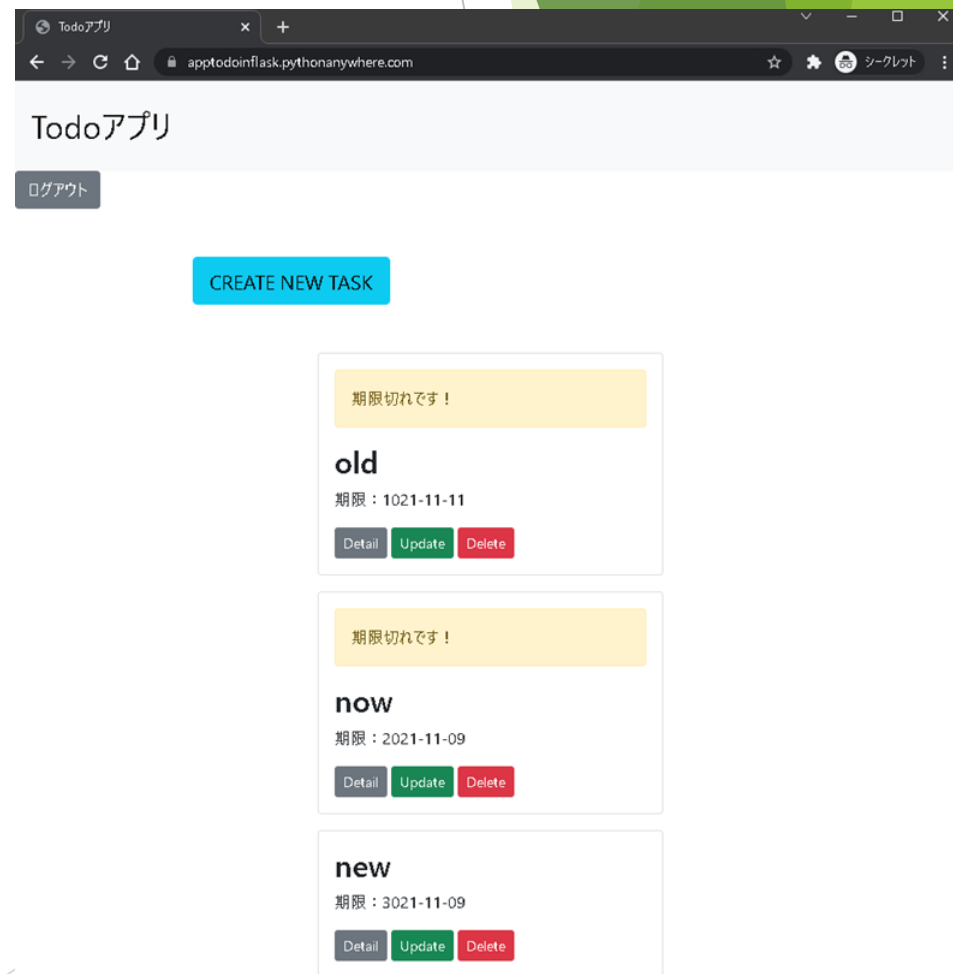 Todoアプリ
apptodoinflask.pythonanywhere.com
シークレット
Todoアプリ
ログアウト
CREATE NEW TASK
期限切れです！
old
期限：1021-11-11
Detail Update Delete
期限切れです！
now
期限：2021-11-09
Detail Update Delete
new
期限：3021-11-09
Detail Update Delete